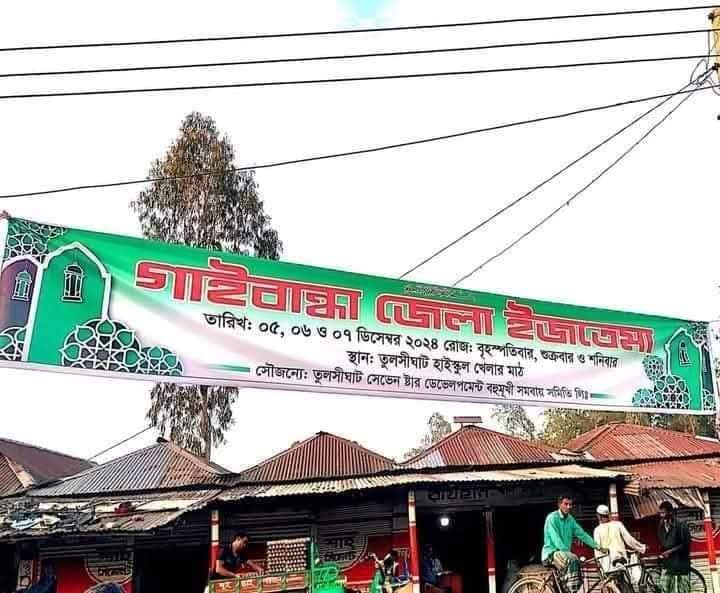 গাইবান্ধা জেলা ইজতেমা
তারিখ: ০৫, ০৬ ও ০৭ ডিসেম্বর ২০২৪ রোজ: বৃহস্পতিবার, শুক্রবার ও শনিবার
স্থান: তুলসীঘাট হাইস্কুল খেলার মাঠ
সৌজন্যে: তুলসীঘাট সেভেন ষ্টার ডেভেলপমেন্ট বহুমূখী সমবায় সমিতি লিঃ
শাহ্
সিমেন্ট